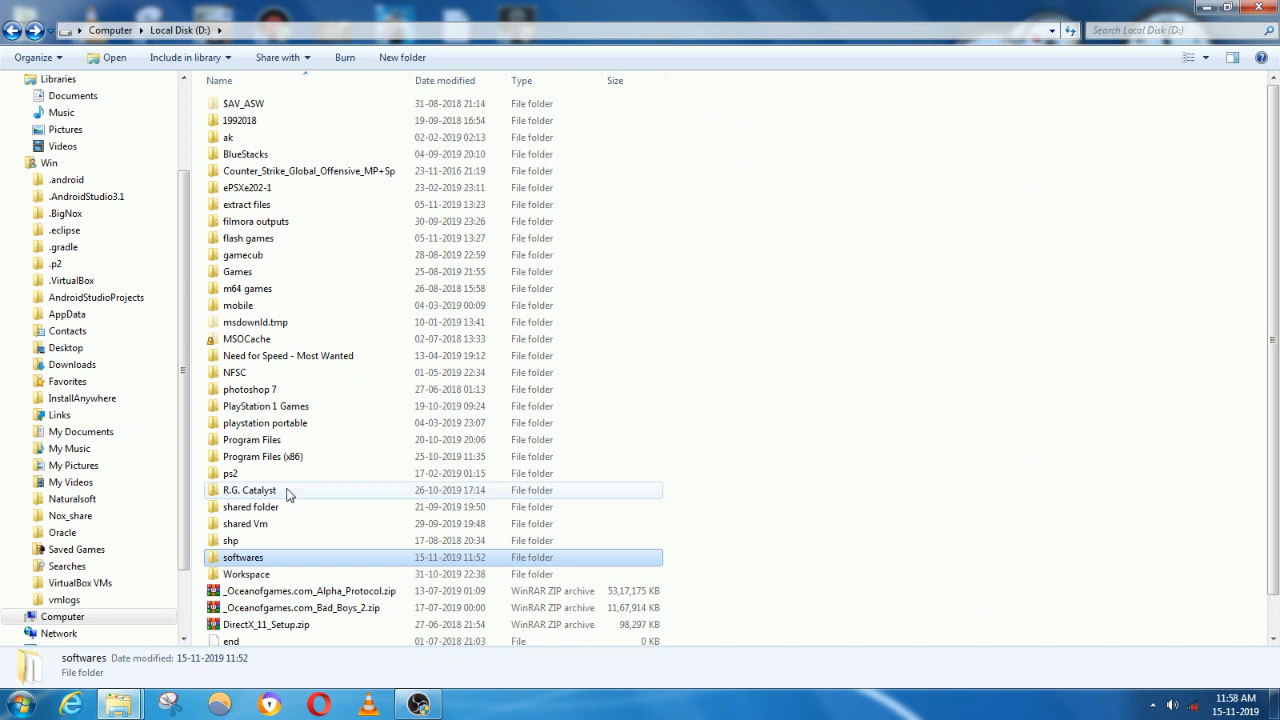 Computer Local Disk (D:) Search Local Disk (D:)
Organize Open Include in library Share with Burn New folder
Name Date modified Type Size
Libraries
Documents
Music
Pictures
Videos
Win
.android
.AndroidStudio3.1
.BigNox
.eclipse
.gradle
.p2
.VirtualBox
AndroidStudioProjects
AppData
Contacts
Desktop
Downloads
Favorites
InstallAnywhere
Links
My Documents
My Music
My Pictures
My Videos
Naturalsoft
Nox_share
Oracle
Saved Games
Searches
VirtualBox VMs
vmlogs
Computer
Network
$AV_ASW 31-08-2018 21:14 File folder
1992018 19-09-2018 16:54 File folder
ak 02-02-2019 02:13 File folder
BlueStacks 04-09-2019 20:10 File folder
Counter_Strike_Global_Offensive_MP+Sp 23-11-2016 21:19 File folder
ePSXe202-1 23-02-2019 23:11 File folder
extract files 05-11-2019 13:23 File folder
filmora outputs 30-09-2019 23:26 File folder
flash games 05-11-2019 13:27 File folder
gamecub 28-08-2019 22:59 File folder
Games 25-08-2019 21:55 File folder
m64 games 26-08-2019 15:58 File folder
mobile 04-03-2019 00:09 File folder
msdownld.tmp 10-01-2019 13:41 File folder
MSOCache 02-07-2018 13:33 File folder
Need for Speed - Most Wanted 13-04-2019 19:12 File folder
NFSC 01-05-2019 22:34 File folder
photoshop 7 27-06-2018 01:13 File folder
PlayStation 1 Games 19-10-2019 09:24 File folder
playstation portable 04-03-2019 23:07 File folder
Program Files 20-10-2019 20:06 File folder
Program Files (x86) 25-10-2019 11:35 File folder
ps2 17-02-2019 01:15 File folder
R.G. Catalyst 26-10-2019 17:14 File folder
shared folder 21-09-2019 19:50 File folder
shared Vm 29-09-2019 19:48 File folder
shp 17-08-2018 20:34 File folder
softwares 15-11-2019 11:52 File folder
Workspace 31-10-2019 22:38 File folder
_Oceanofgames.com_Alpha_Protocol.zip 13-07-2019 01:09 WinRAR ZIP archive 53,17,175 KB
_Oceanofgames.com_Bad_Boys_2.zip 17-07-2019 00:00 WinRAR ZIP archive 11,67,914 KB
DirectX_11_Setup.zip 27-06-2018 21:54 WinRAR ZIP archive 98,297 KB
end 01-07-2018 21:03 File 0 KB
softwares Date modified: 15-11-2019 11:52
File folder
11:58 AM
15-11-2019